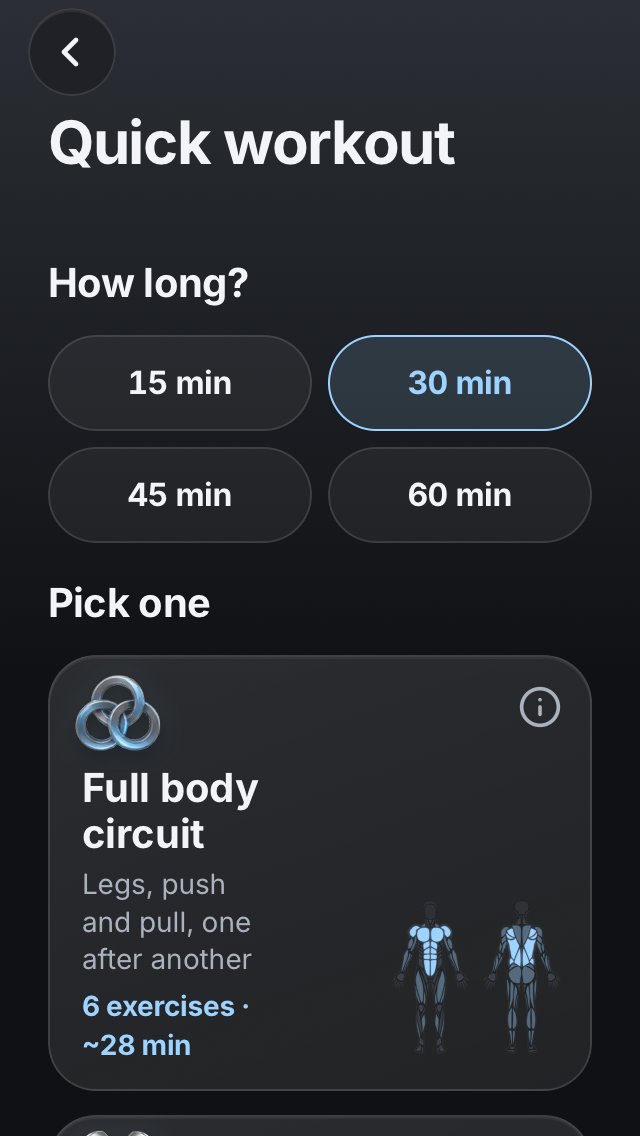 Quick workout
How long?
15 min
30 min
45 min
60 min
Pick one
Full body
circuit
Legs, push
and pull, one
after another
6 exercises ·
~28 min